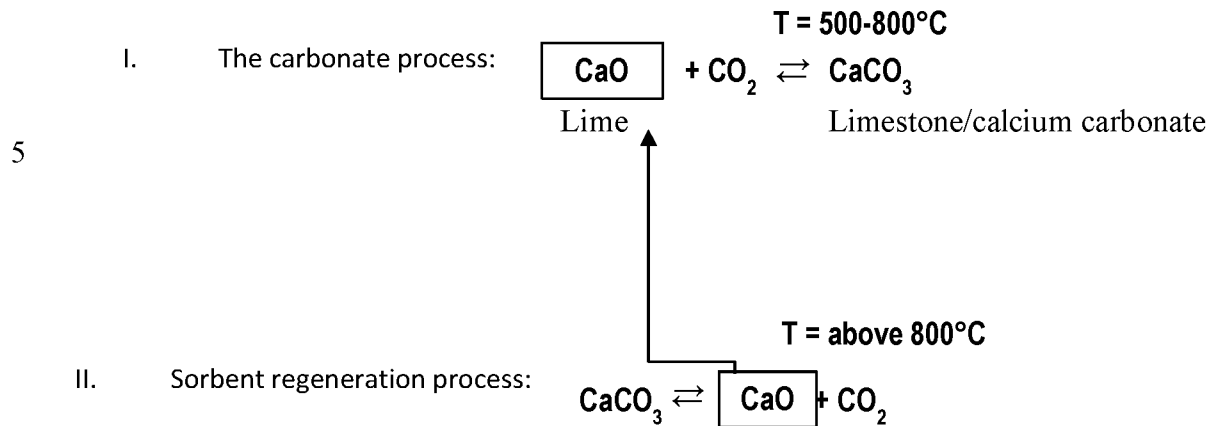 T = 500-800°C
I. The carbonate process: CaO + CO₂ ⇄ CaCO₃
Lime Limestone/calcium carbonate
5
T = above 800°C
II. Sorbent regeneration process: CaCO₃ ⇄ CaO + CO₂